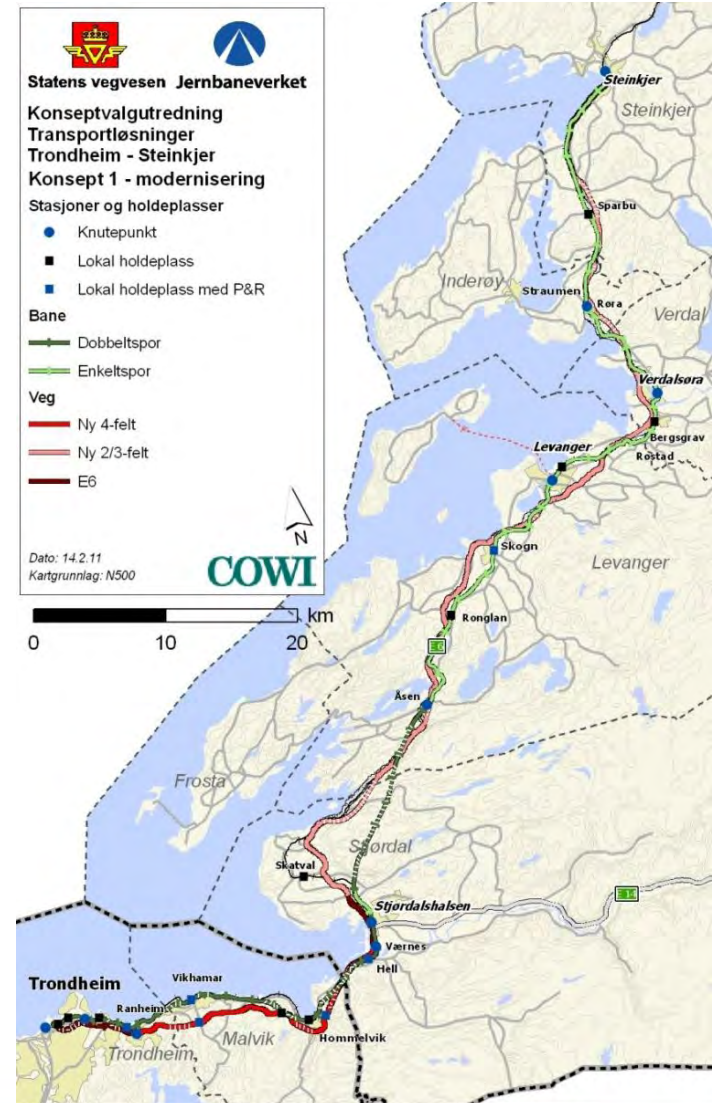 Statens vegvesen Jernbaneverket
Konseptvalgutredning
Transportløsninger
Trondheim - Steinkjer
Konsept 1 - modernisering
Stasjoner og holdeplasser
Knutepunkt
Lokal holdeplass
Lokal holdeplass med P&R
Bane
Dobbeltspor
Enkeltspor
Veg
Ny 4-felt
Ny 2/3-felt
E6
N
Dato: 14.2.11
Kartgrunnlag: N500
COWI
km
0 20
Steinkjer
Steinkjer
Sparbu
Inderøy
Straumen
Røra
Verdal
Verdalsøra
Bergsgrav
Levanger
Rostad
Skogn
Levanger
Ronglan
E6
Åsen
Frosta
Stjørdal
Skatval
E14
Stjørdalshalsen
Værnes
Hell
Trondheim
Vikhamar
Ranheim
Hommelvik
Malvik
Trondheim